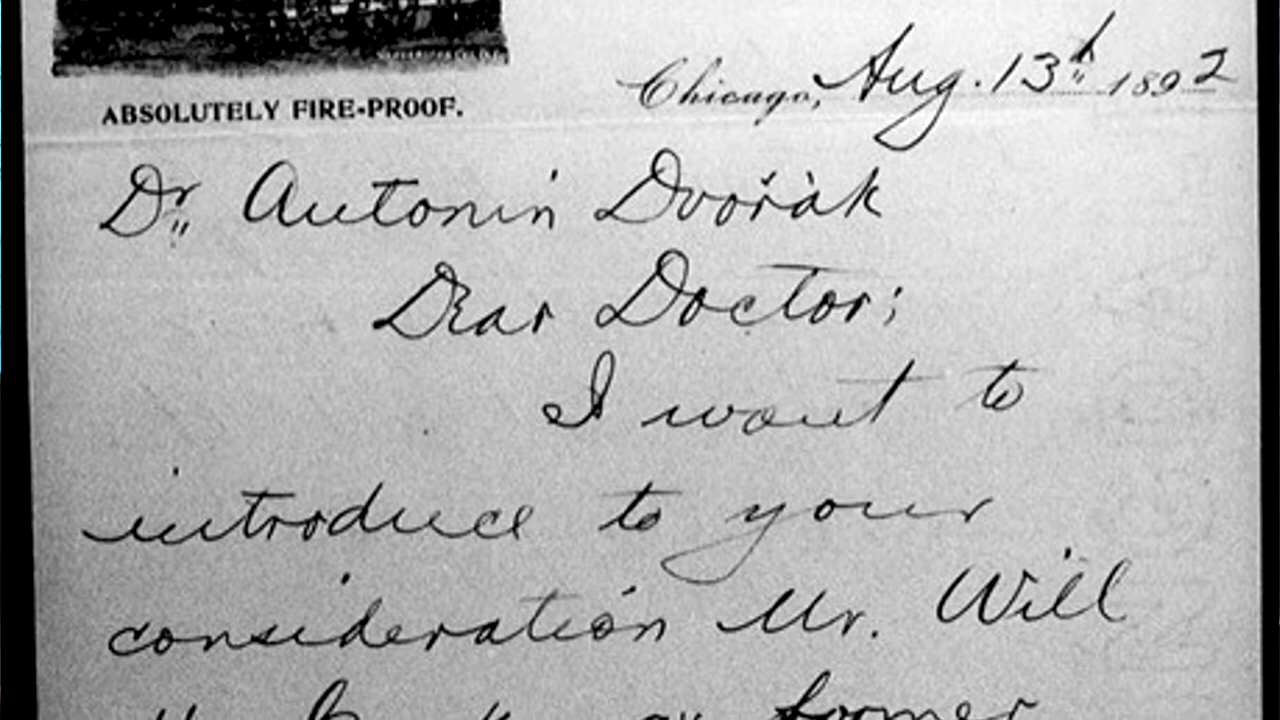 ABSOLUTELY FIRE-PROOF.
Chicago, Aug. 13th 1892
Dr. Antonín Dvořák
Dear Doctor;
I want to
introduce to your
consideration Mr. Will
former